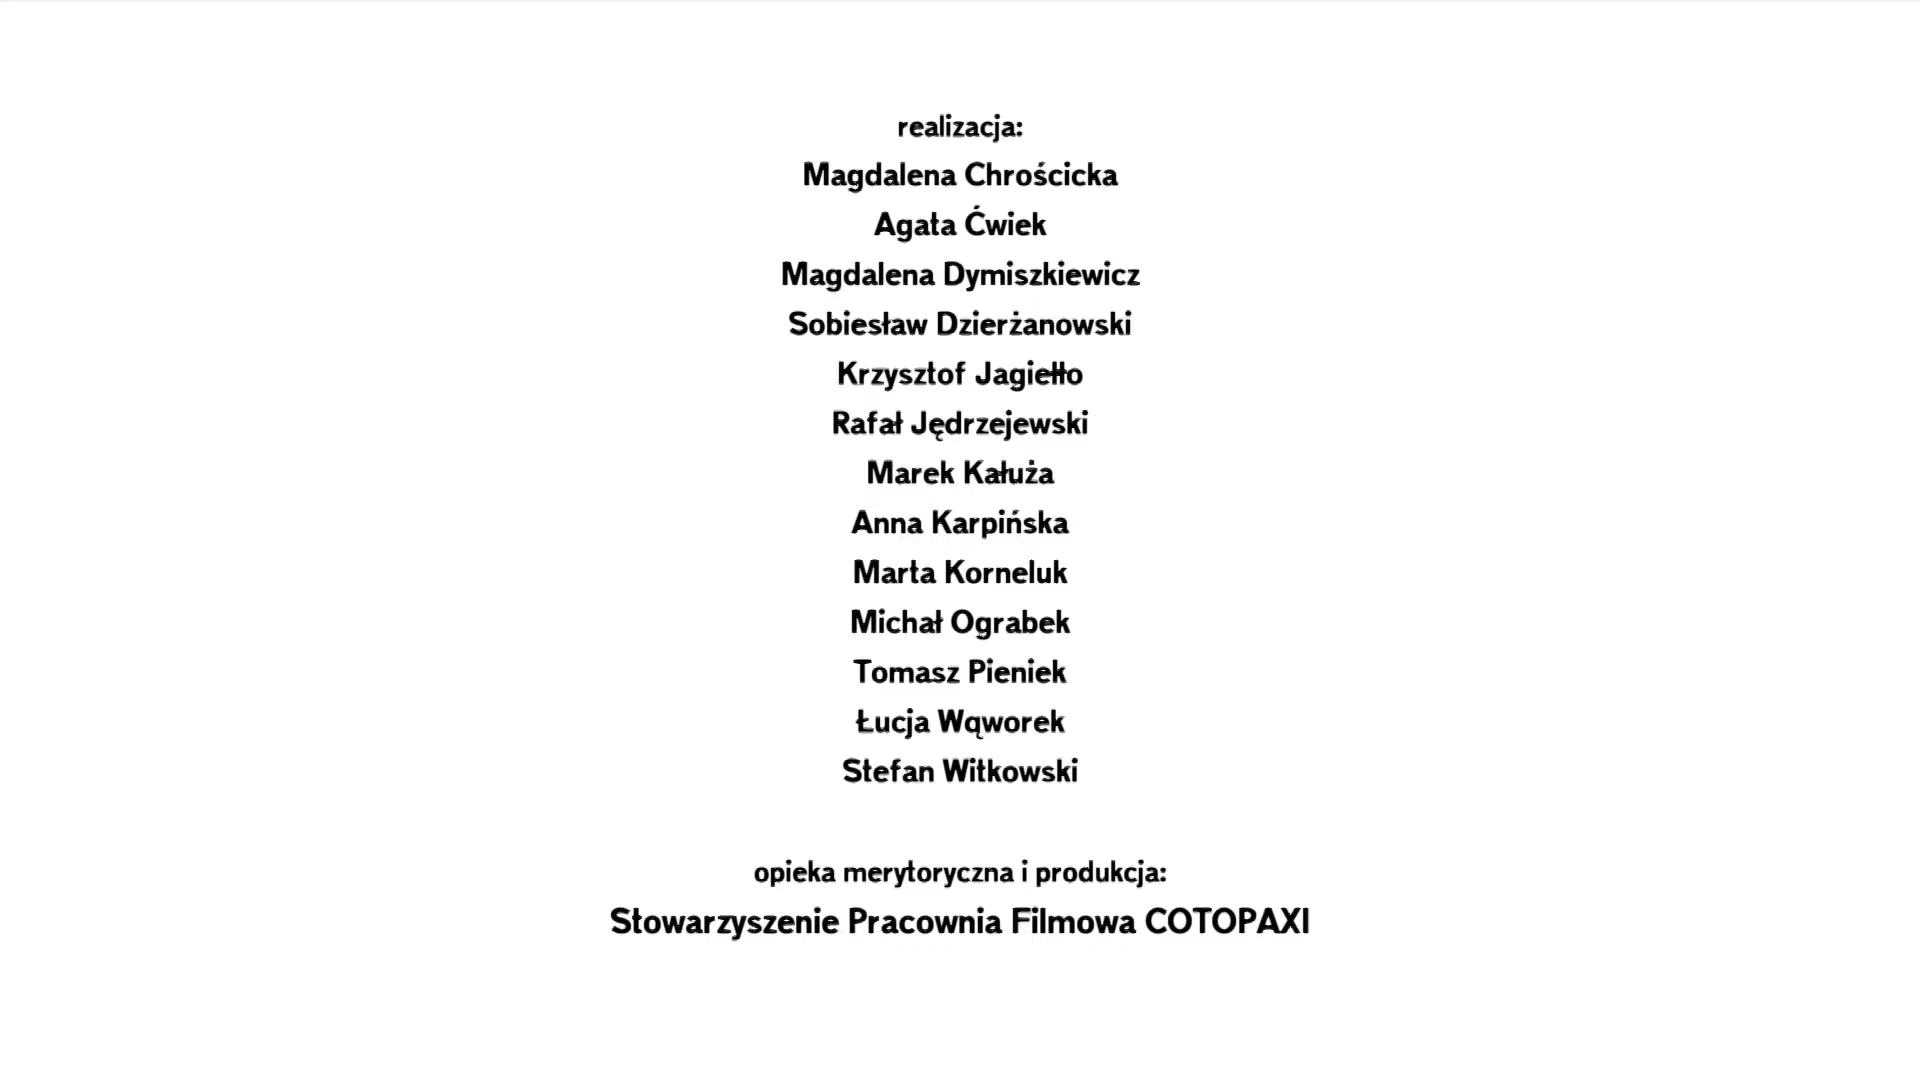 realizacja:
Magdalena Chrościcka
Agata Ćwiek
Magdalena Dymiszkiewicz
Sobiesław Dzierżanowski
Krzysztof Jagiełło
Rafał Jędrzejewski
Marek Kałuża
Anna Karpińska
Marta Korneluk
Michał Ograbek
Tomasz Pieniek
Łucja Wąworek
Stefan Witkowski
opieka merytoryczna i produkcja:
Stowarzyszenie Pracownia Filmowa COTOPAXI